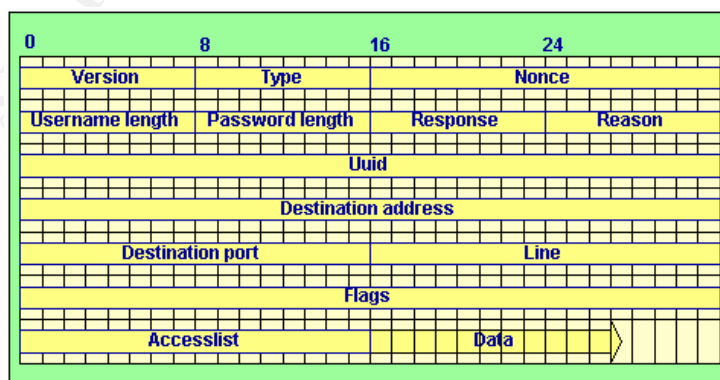 0 8 16 24
Version Type Nonce
Username length Password length Response Reason
Uuid
Destination address
Destination port Line
Flags
Accesslist Data